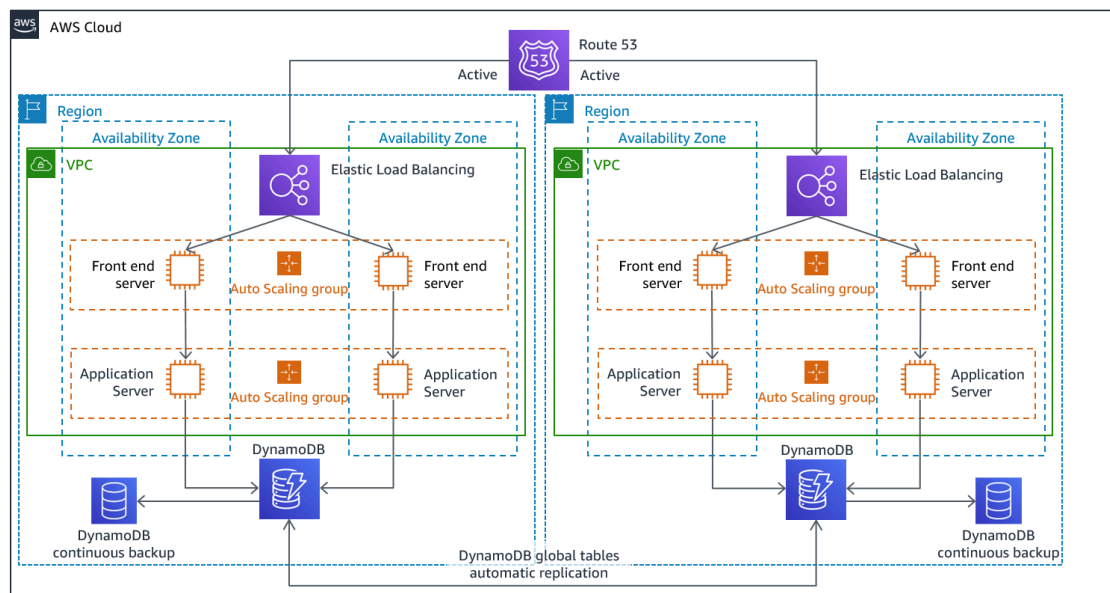 aws
AWS Cloud
53
Route 53
Active
Active
Region
Region
Availability Zone
Availability Zone
Availability Zone
Availability Zone
VPC
Elastic Load Balancing
VPC
Elastic Load Balancing
Front end
server
Auto Scaling group
Front end
server
Front end
server
Auto Scaling group
Front end
server
Application
Server
Auto Scaling group
Application
Server
Application
Server
Auto Scaling group
Application
Server
DynamoDB
DynamoDB
DynamoDB
continuous backup
DynamoDB
continuous backup
DynamoDB global tables
automatic replication